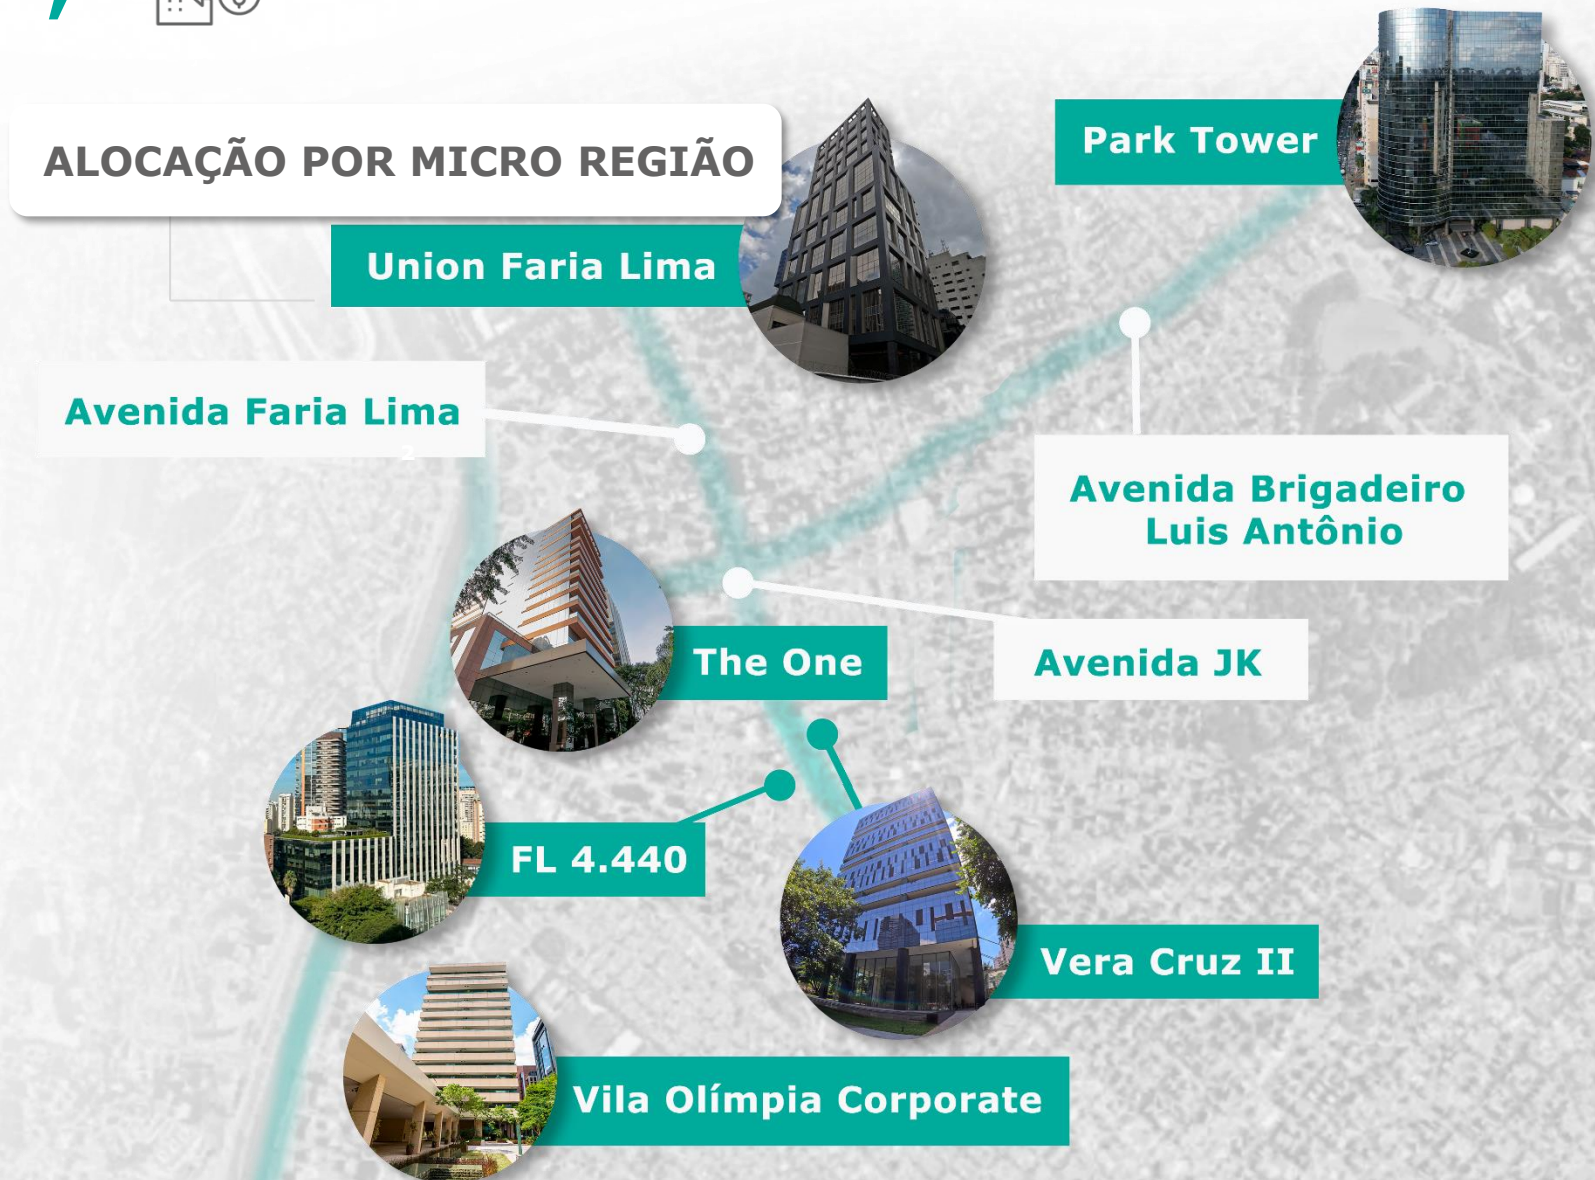 Park Tower
ALOCAÇÃO POR MICRO REGIÃO
Union Faria Lima
Avenida Faria Lima
2
Avenida Brigadeiro
Luis Antônio
The One
Avenida JK
FL 4.440
Vera Cruz II
Vila Olímpia Corporate